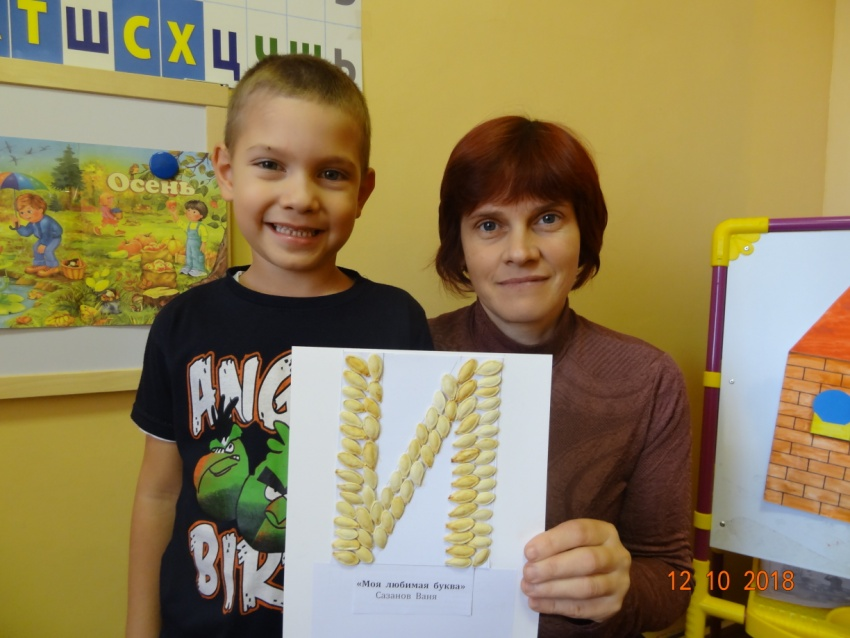 Т Ш С Х Ц Ч Ш Ь
Осень
ANG
BIK
«Моя любимая буква»
Сазанов Ваня
И
12 10 2018